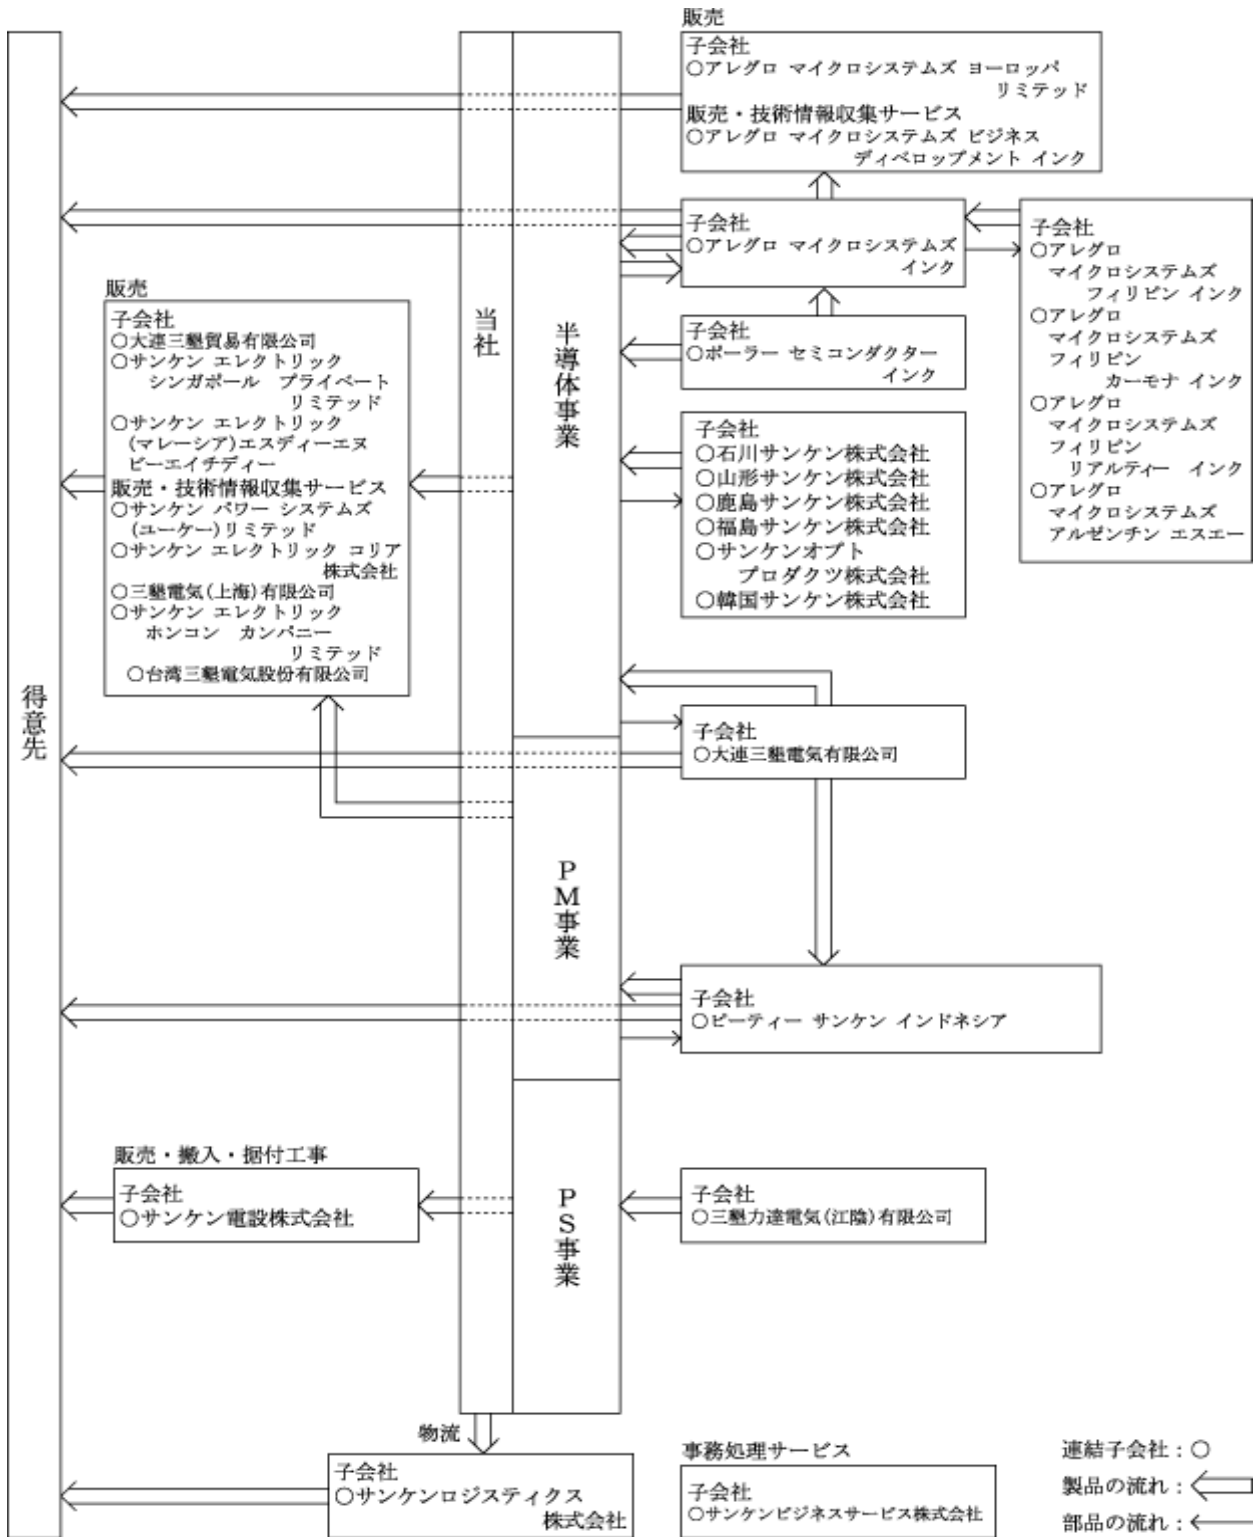 販売
子会社
○アレグロ マイクロシステムズ ヨーロッパ
リミテッド
販売・技術情報収集サービス
○アレグロ マイクロシステムズ ビジネス
ディベロップメント インク
子会社
○アレグロ マイクロシステムズ
インク
子会社
○アレグロ
マイクロシステムズ
フィリピン インク
○アレグロ
マイクロシステムズ
フィリピン
カーモナ インク
○アレグロ
マイクロシステムズ
フィリピン
リアルティー インク
○アレグロ
マイクロシステムズ
アルゼンチン エスエー
子会社
○ポーラー セミコンダクター
インク
子会社
○石川サンケン株式会社
○山形サンケン株式会社
○鹿島サンケン株式会社
○福島サンケン株式会社
○サンケンオプト
プロダクツ株式会社
○韓国サンケン株式会社
販売
子会社
○大連三墾貿易有限公司
○サンケン エレクトリック
シンガポール プライベート
リミテッド
○サンケン エレクトリック
(マレーシア)エスディーエヌ
ビーエイチディー
販売・技術情報収集サービス
○サンケン パワー システムズ
(ユーケー)リミテッド
○サンケン エレクトリック コリア
株式会社
○三墾電気(上海)有限公司
○サンケン エレクトリック
ホンコン カンパニー
リミテッド
○台湾三墾電気股份有限公司
得意先
当社
半導体事業
PM事業
PS事業
子会社
○大連三墾電気有限公司
子会社
○ピーティー サンケン インドネシア
販売・搬入・据付工事
子会社
○サンケン電設株式会社
子会社
○三墾力達電気(江陰)有限公司
物流
子会社
○サンケンロジスティクス
株式会社
事務処理サービス
子会社
○サンケンビジネスサービス株式会社
連結子会社：○
製品の流れ：
部品の流れ：